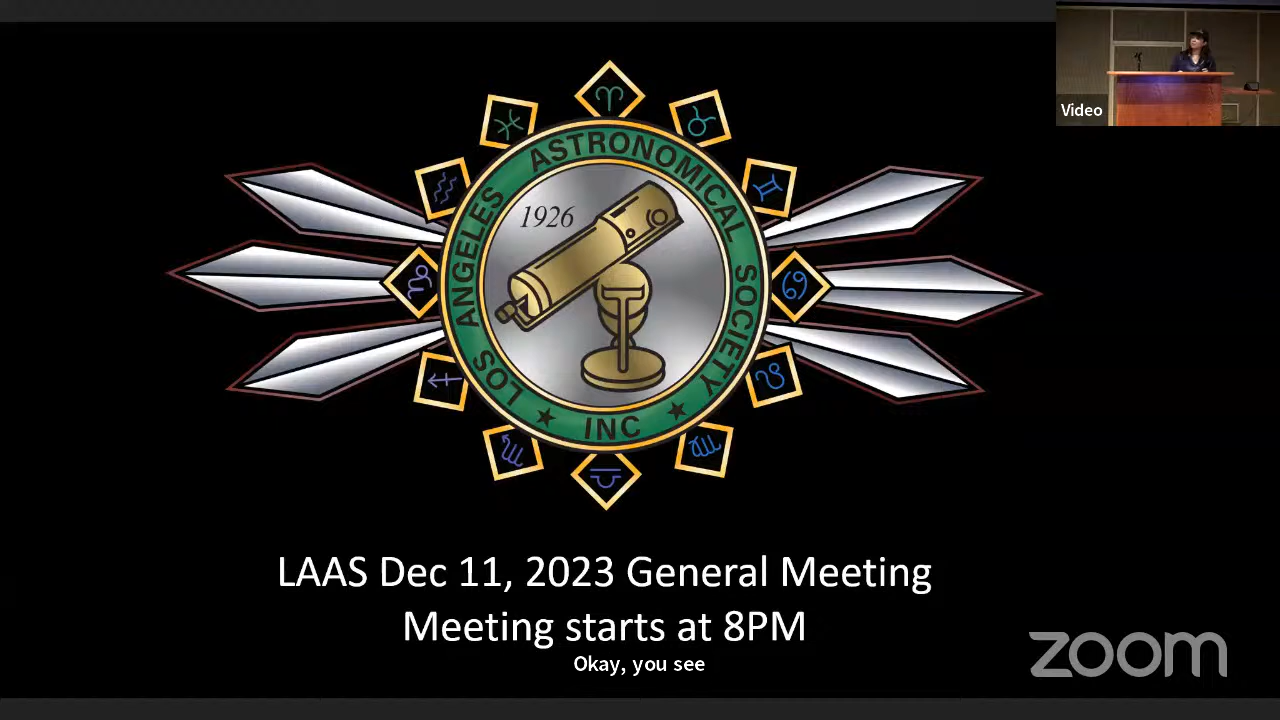 Video
1926
LOS ANGELES ASTRONOMICAL SOCIETY
INC
LAAS Dec 11, 2023 General Meeting
Meeting starts at 8PM
Okay, you see
zoom